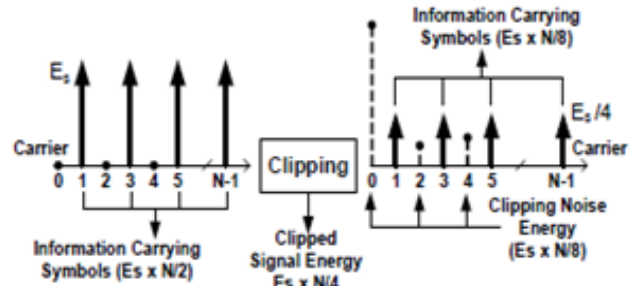 Information Carrying
Symbols (Es x N/8)
Es
Es /4
Carrier
0 1 2 3 4 5 N-1
Clipping
Carrier
0 1 2 3 4 5 N-1
Information Carrying
Symbols (Es x N/2)
Clipped
Signal Energy
Es x N/4
Clipping Noise
Energy
(Es x N/8)